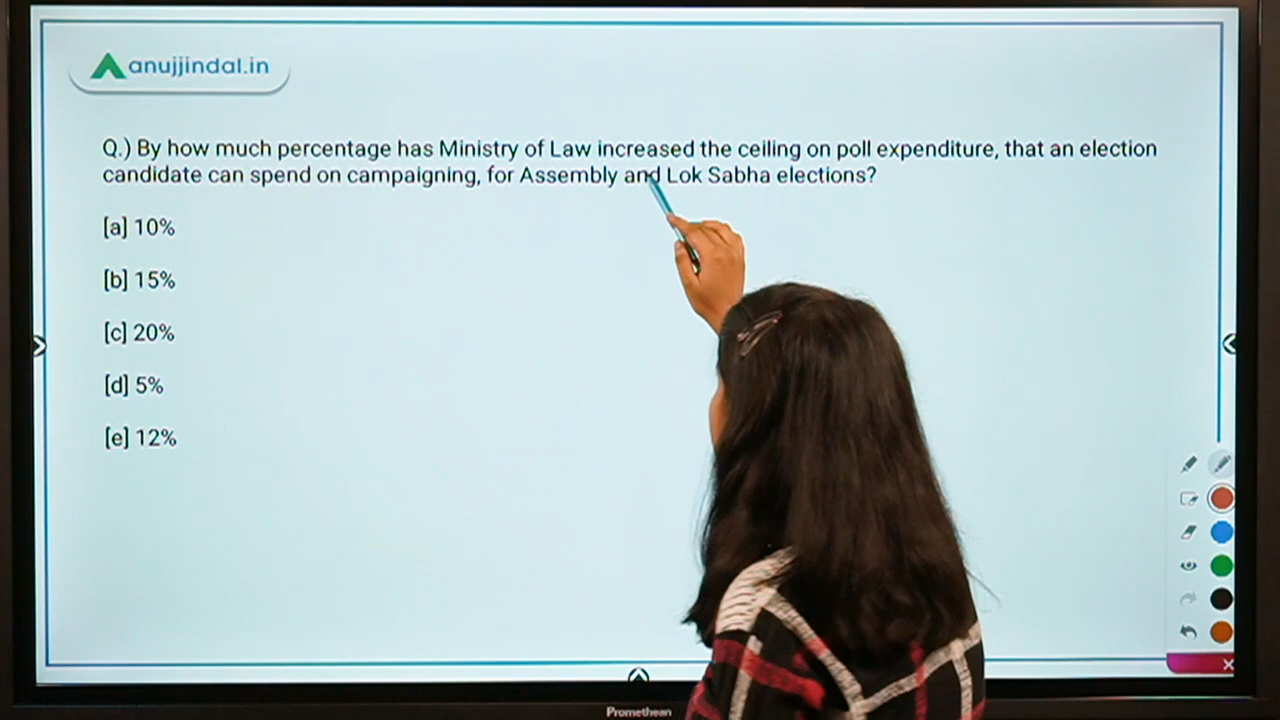 anujjindal.in
Q.) By how much percentage has Ministry of Law increased the ceiling on poll expenditure, that an election
candidate can spend on campaigning, for Assembly and Lok Sabha elections?
[a] 10%
[b] 15%
[c] 20%
[d] 5%
[e] 12%
Promethean